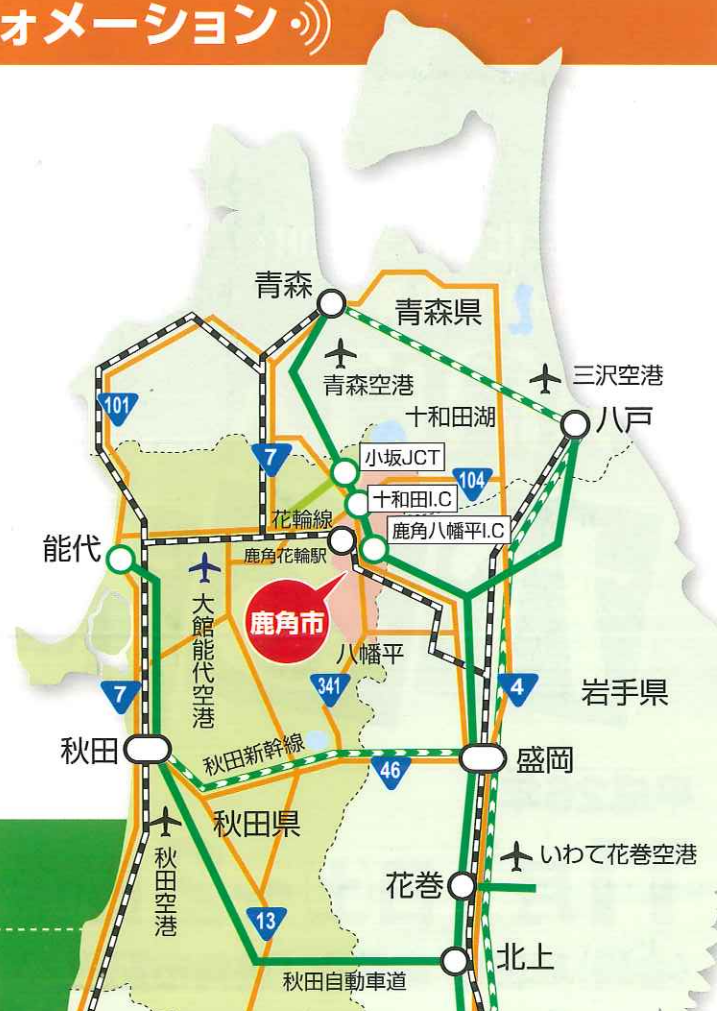 ォメーション
青森
青森県
青森空港
三沢空港
八戸
十和田湖
101
7
小坂JCT
104
十和田I.C
花輪線
鹿角八幡平I.C
能代
鹿角花輪駅
大館能代空港
鹿角市
八幡平
341
7
4
岩手県
秋田
秋田新幹線
46
盛岡
秋田県
秋田空港
いわて花巻空港
花巻
13
北上
秋田自動車道